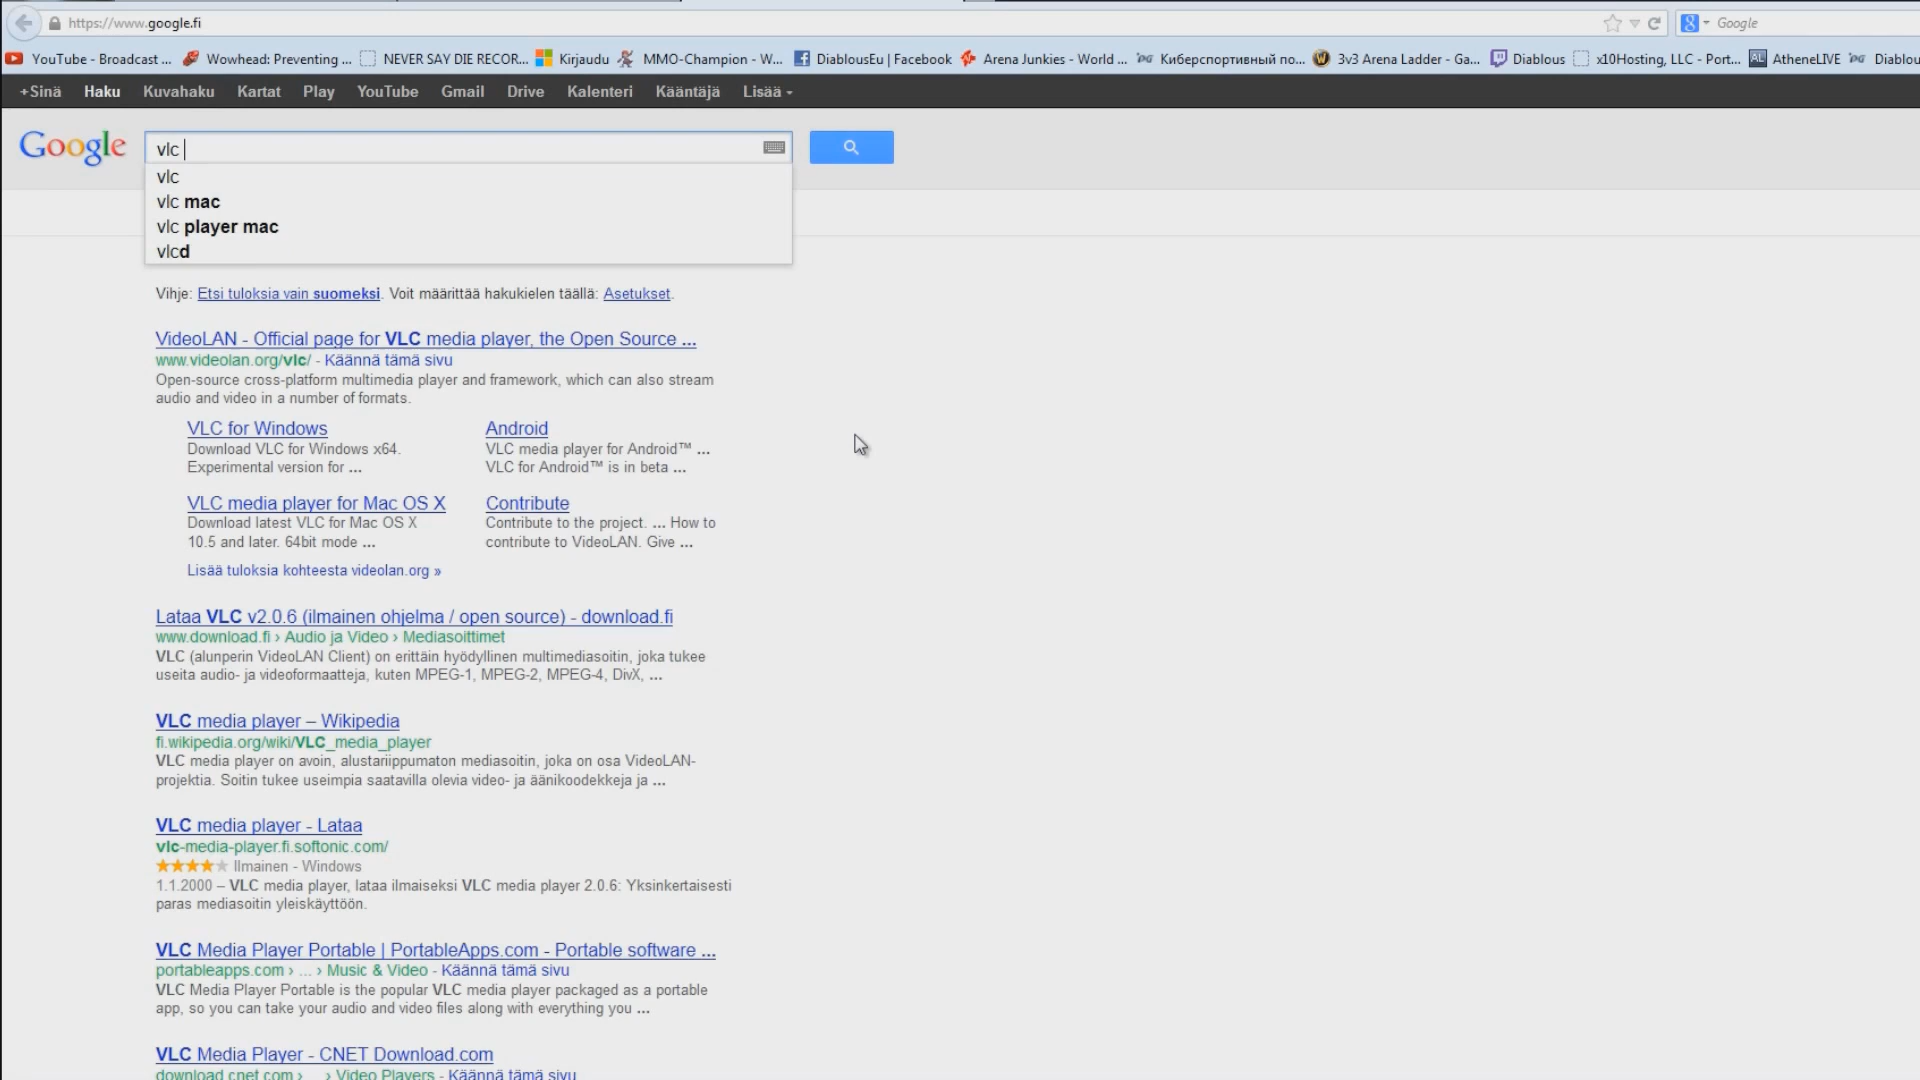 https://www.google.fi
Google
YouTube - Broadcast ... Wowhead: Preventing ... NEVER SAY DIE RECOR... Kirjaudu MMO-Champion - W... DiablousEu | Facebook Arena Junkies - World ... Киберспортивный по... 3v3 Arena Ladder - Ga... Diablous x10Hosting, LLC - Port... AtheneLIVE Diablou
+Sinä Haku Kuvahaku Kartat Play YouTube Gmail Drive Kalenteri Kääntäjä Lisää
Google vlc
vlc
vlc mac
vlc player mac
vlcd
Vihje: Etsi tuloksia vain suomeksi. Voit määrittää hakukielen täällä: Asetukset.
VideoLAN - Official page for VLC media player, the Open Source ...
www.videolan.org/vlc/ - Käännä tämä sivu
Open-source cross-platform multimedia player and framework, which can also stream
audio and video in a number of formats.
VLC for Windows
Download VLC for Windows x64.
Experimental version for ...
Android
VLC media player for Android™ ...
VLC for Android™ is in beta ...
VLC media player for Mac OS X
Download latest VLC for Mac OS X
10.5 and later. 64bit mode ...
Contribute
Contribute to the project. ... How to
contribute to VideoLAN. Give ...
Lisää tuloksia kohteesta videolan.org »
Lataa VLC v2.0.6 (ilmainen ohjelma / open source) - download.fi
www.download.fi › Audio ja Video › Mediasoittimet
VLC (alunperin VideoLAN Client) on erittäin hyödyllinen multimediasoitin, joka tukee
useita audio- ja videoformaatteja, kuten MPEG-1, MPEG-2, MPEG-4, DivX, ...
VLC media player – Wikipedia
fi.wikipedia.org/wiki/VLC_media_player
VLC media player on avoin, alustariippumaton mediasoitin, joka on osa VideoLAN-
projektia. Soitin tukee useimpia saatavilla olevia video- ja äänikoodekkeja ja ...
VLC media player - Lataa
vlc-media-player.fi.softonic.com/
Ilmainen - Windows
1.1.2000 – VLC media player, lataa ilmaiseksi VLC media player 2.0.6: Yksinkertaisesti
paras mediasoitin yleiskäyttöön.
VLC Media Player Portable | PortableApps.com - Portable software ...
portableapps.com › ... › Music & Video - Käännä tämä sivu
VLC Media Player Portable is the popular VLC media player packaged as a portable
app, so you can take your audio and video files along with everything you ...
VLC Media Player - CNET Download.com
download.cnet.com › ... › Video Players - Käännä tämä sivu